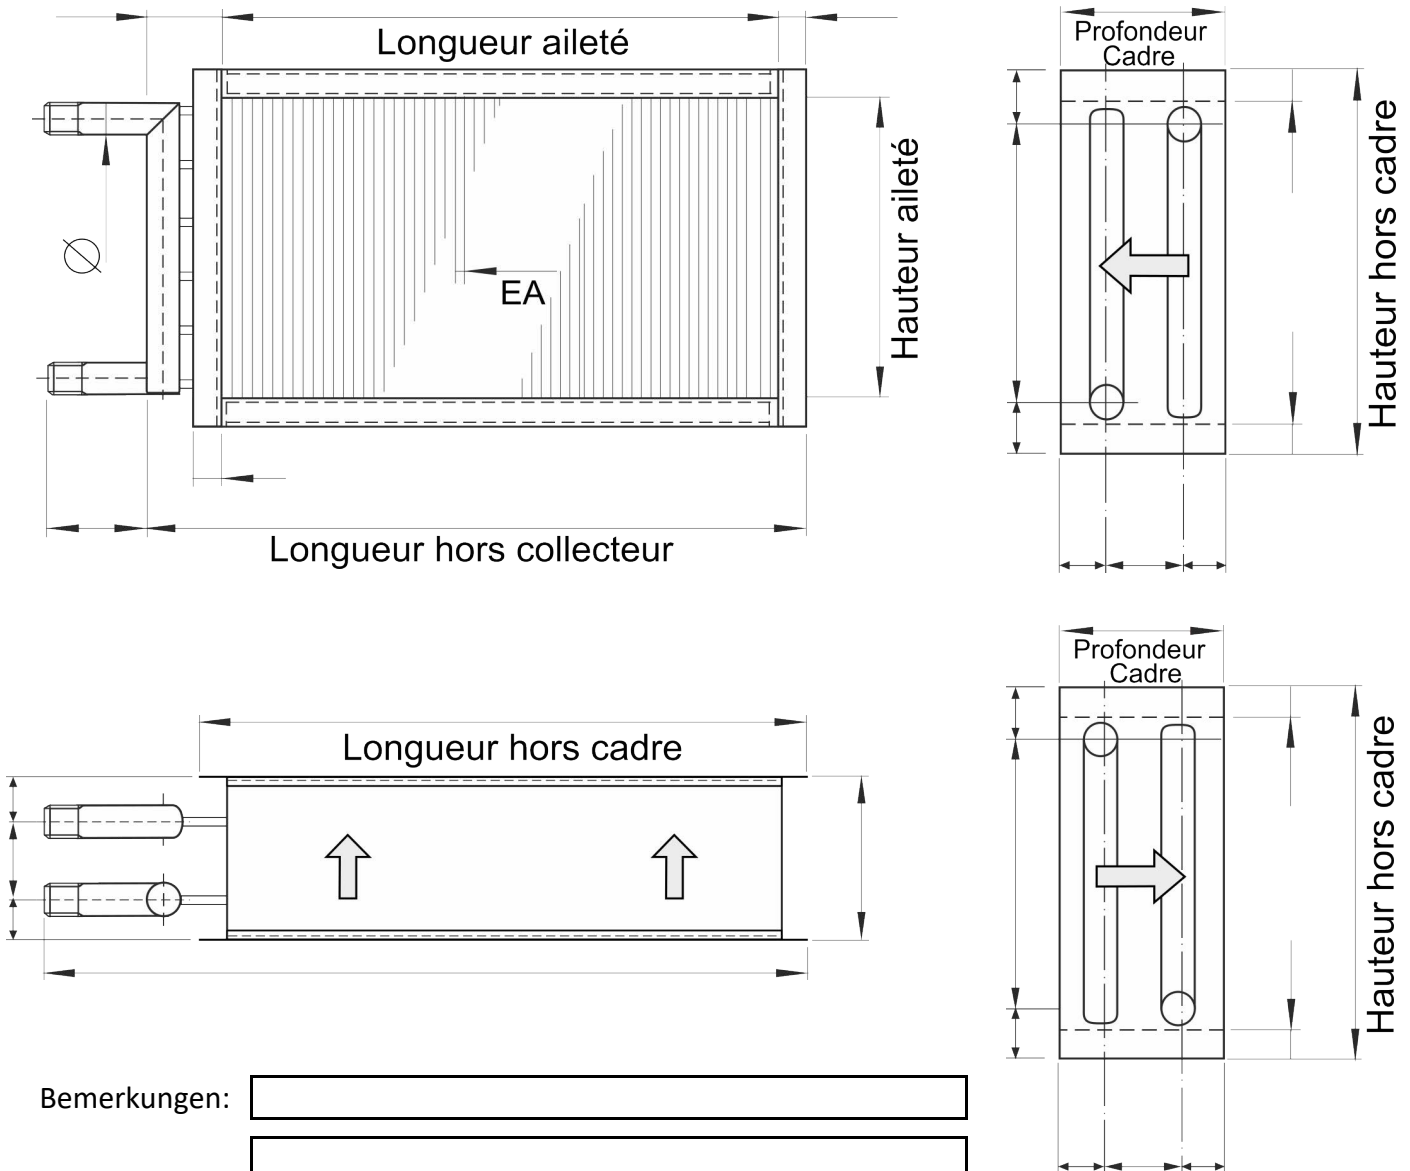 Longueur aileté
Hauteur aileté
Ø
EA
Longueur hors collecteur
Profondeur
Cadre
Hauteur hors cadre
Longueur hors cadre
Profondeur
Cadre
Hauteur hors cadre
Bemerkungen: